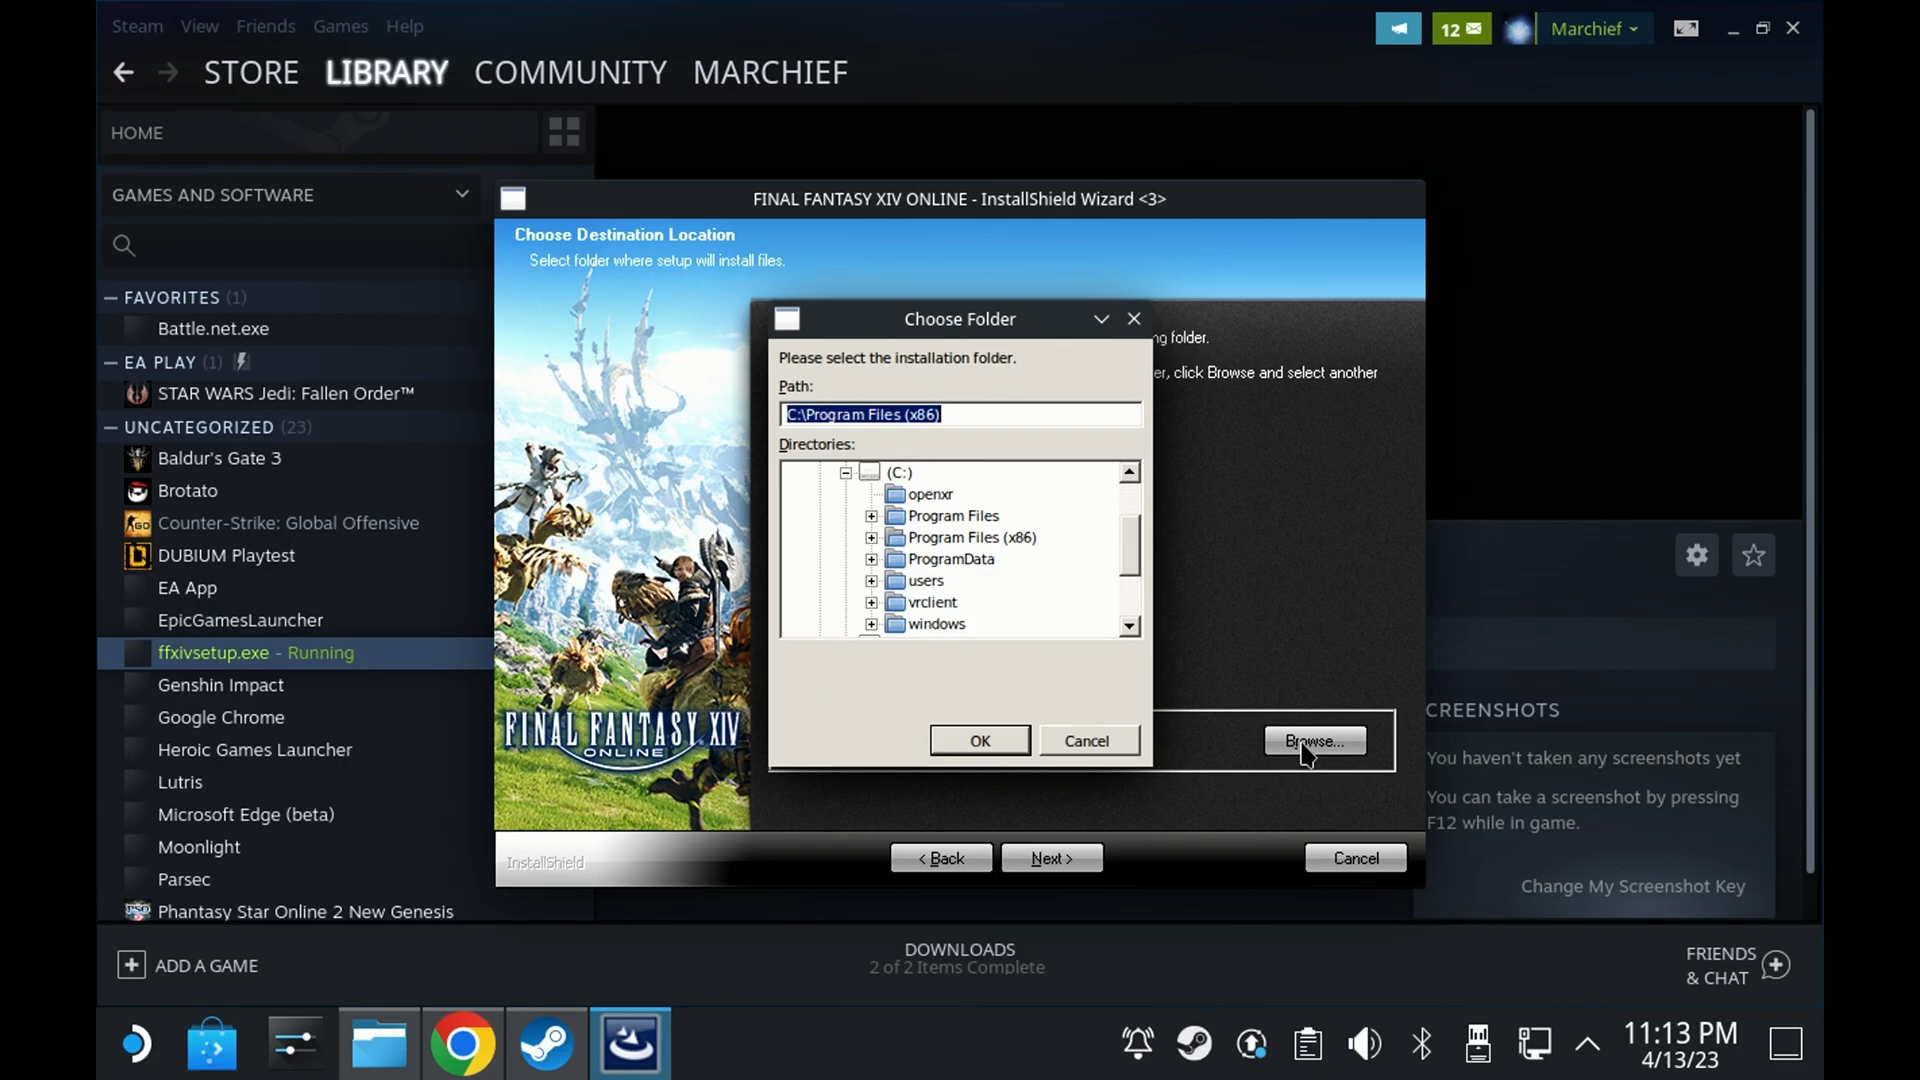 Steam View Friends Games Help
12
Marchief
STORE LIBRARY COMMUNITY MARCHIEF
HOME
GAMES AND SOFTWARE
FAVORITES (1)
Battle.net.exe
EA PLAY (1)
STAR WARS Jedi: Fallen Order™
UNCATEGORIZED (23)
Baldur's Gate 3
Brotato
Counter-Strike: Global Offensive
DUBIUM Playtest
EA App
EpicGamesLauncher
ffxivsetup.exe - Running
Genshin Impact
Google Chrome
Heroic Games Launcher
Lutris
Microsoft Edge (beta)
Moonlight
Parsec
Phantasy Star Online 2 New Genesis
FINAL FANTASY XIV ONLINE - InstallShield Wizard <3>
Choose Destination Location
Select folder where setup will install files.
ng folder.
er, click Browse and select another
FINAL FANTASY XIV
ONLINE
Choose Folder
Please select the installation folder.
Path:
C:\Program Files (x86)
Directories:
(C:)
openxr
Program Files
Program Files (x86)
ProgramData
users
vrclient
windows
OK Cancel
Browse...
InstallShield
< Back Next > Cancel
CREENSHOTS
You haven't taken any screenshots yet
You can take a screenshot by pressing
F12 while in game.
Change My Screenshot Key
ADD A GAME
DOWNLOADS
2 of 2 Items Complete
FRIENDS
& CHAT
11:13 PM
4/13/23